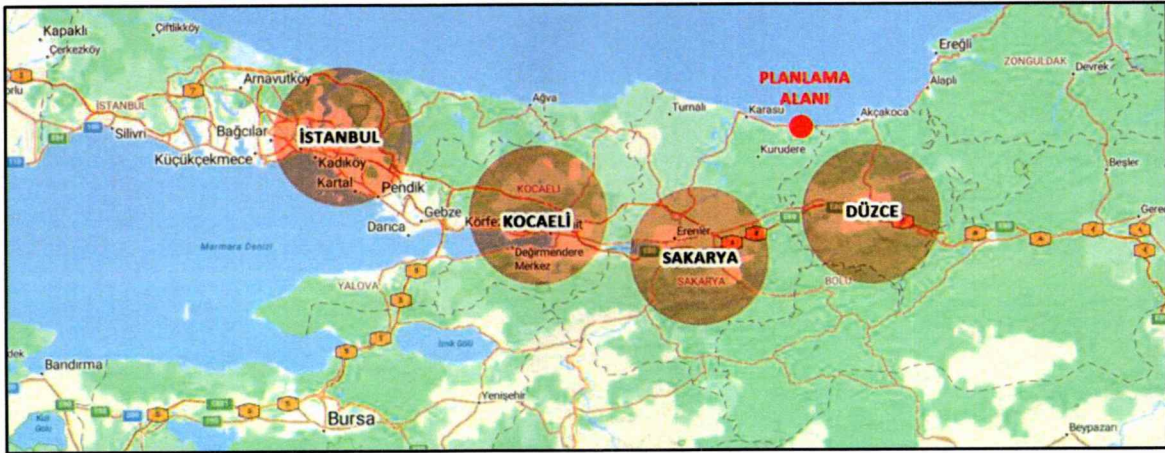 Kapaklı
Çerkezköy
Çiftlikköy
Arnavutköy
İSTANBUL
Silivri
Bağcılar
Küçükçekmece
İSTANBUL
Kadıköy
Kartal
Pendik
Darıca
Gebze
Ağva
KOCAELİ
KOCAELİ
Değirmendere
Merkez
YALOVA
Marmara Denizi
İznik Gölü
Yenişehir
Bandırma
Bursa
Turnalı
Karasu
Kurudere
PLANLAMA
ALANI
Akçakoca
Ereğli
Alaplı
ZONGULDAK
Devrek
Beşler
Erenler
SAKARYA
SAKARYA
DÜZCE
BOLU
Beypazarı